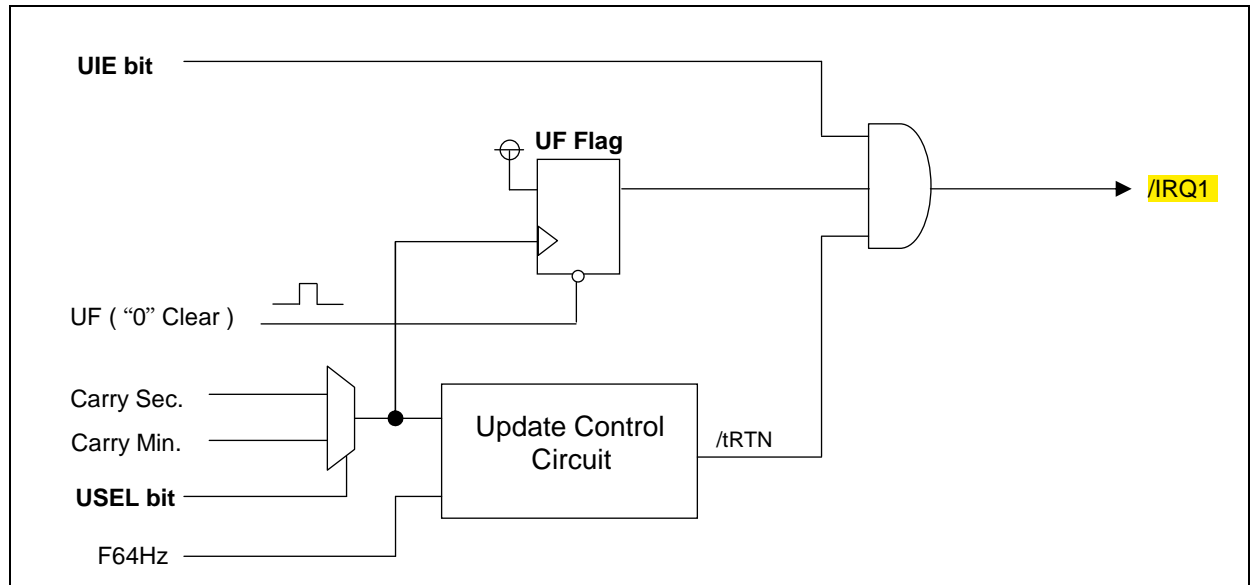 UIE bit
UF Flag
/IRQ1
UF ( “0” Clear )
Carry Sec.
Carry Min.
USEL bit
F64Hz
Update Control
Circuit
/tRTN